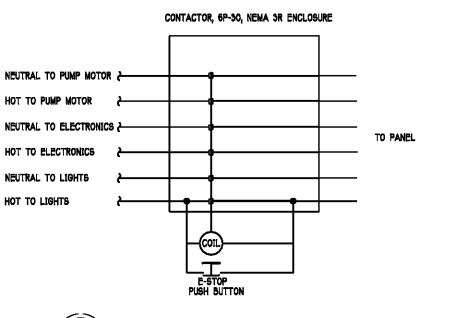 CONTACTOR, 6P-30, NEMA 3R ENCLOSURE
NEUTRAL TO PUMP MOTOR
HOT TO PUMP MOTOR
NEUTRAL TO ELECTRONICS
HOT TO ELECTRONICS
NEUTRAL TO LIGHTS
HOT TO LIGHTS
TO PANEL
COIL
E-STOP
PUSH BUTTON